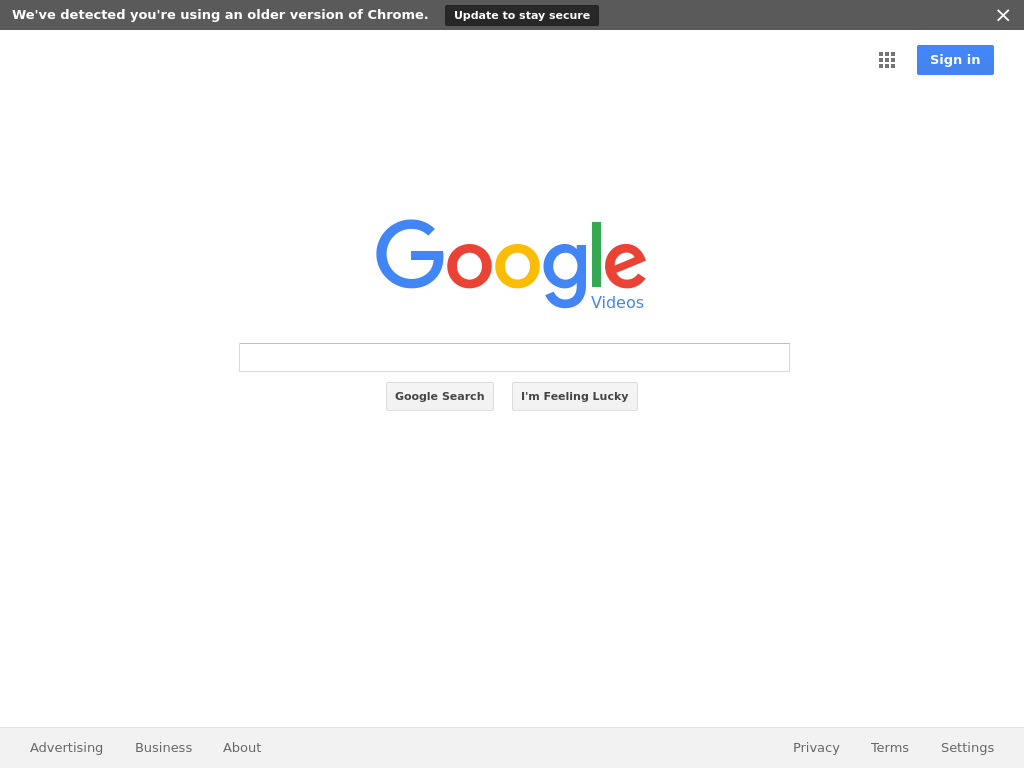 We've detected you're using an older version of Chrome. Update to stay secure
Sign in
Google
Videos
Google Search I'm Feeling Lucky
Advertising Business About Privacy Terms Settings